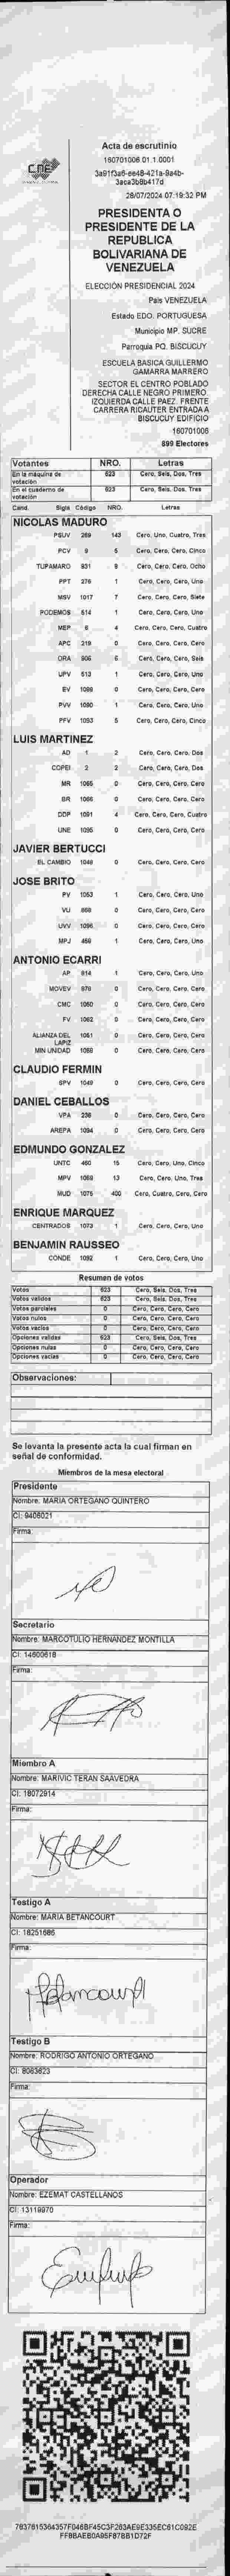 CNE
Acta de escrutinio
160701006 01.1.0001
3a91f3a6-ee48-421a-9a4b-
3aca3b8b417d
28/07/2024 07:19:32 PM
PRESIDENTA O
PRESIDENTE DE LA
REPUBLICA
BOLIVARIANA DE
VENEZUELA
ELECCIÓN PRESIDENCIAL 2024
País VENEZUELA
Estado EDO. PORTUGUESA
Municipio MP. SUCRE
Parroquia PQ. BISCUCUY
ESCUELA BASICA GUILLERMO
GAMARRA MARRERO
SECTOR EL CENTRO POBLADO
DERECHA CALLE NEGRO PRIMERO.
IZQUIERDA CALLE PAEZ. FRENTE
CARRERA RICAUTER ENTRADA A
BISCUCUY EDIFICIO
160701006
899 Electores
Votantes NRO. Letras
En la máquina de votación 623 Cero, Seis, Dos, Tres
En el cuaderno de votación 623 Cero, Seis, Dos, Tres
Cand. Sigla Código NRO. Letras
NICOLAS MADURO
PSUV 269 143 Cero, Uno, Cuatro, Tres
PCV 9 5 Cero, Cero, Cero, Cinco
TUPAMARO 931 8 Cero, Cero, Cero, Ocho
PPT 276 1 Cero, Cero, Cero, Uno
MSV 1017 7 Cero, Cero, Cero, Siete
PODEMOS 514 1 Cero, Cero, Cero, Uno
MEP 6 4 Cero, Cero, Cero, Cuatro
APC 219 0 Cero, Cero, Cero, Cero
ORA 906 6 Cero, Cero, Cero, Seis
UPV 513 1 Cero, Cero, Cero, Uno
EV 1098 0 Cero, Cero, Cero, Cero
PVV 1090 1 Cero, Cero, Cero, Uno
PFV 1093 5 Cero, Cero, Cero, Cinco
LUIS MARTINEZ
AD 1 2 Cero, Cero, Cero, Dos
COPEI 2 2 Cero, Cero, Cero, Dos
MR 1065 0 Cero, Cero, Cero, Cero
BR 1066 0 Cero, Cero, Cero, Cero
DDP 1091 4 Cero, Cero, Cero, Cuatro
UNE 1095 0 Cero, Cero, Cero, Cero
JAVIER BERTUCCI
EL CAMBIO 1048 0 Cero, Cero, Cero, Cero
JOSE BRITO
PV 1053 1 Cero, Cero, Cero, Uno
VU 668 0 Cero, Cero, Cero, Cero
UVV 1096 0 Cero, Cero, Cero, Cero
MPJ 456 1 Cero, Cero, Cero, Uno
ANTONIO ECARRI
AP 914 1 Cero, Cero, Cero, Uno
MOVEV 976 0 Cero, Cero, Cero, Cero
CMC 1050 0 Cero, Cero, Cero, Cero
FV 1062 0 Cero, Cero, Cero, Cero
ALIANZA DEL LAPIZ 1051 0 Cero, Cero, Cero, Cero
MIN UNIDAD 1089 0 Cero, Cero, Cero, Cero
CLAUDIO FERMIN
SPV 1049 0 Cero, Cero, Cero, Cero
DANIEL CEBALLOS
VPA 236 0 Cero, Cero, Cero, Cero
AREPA 1094 0 Cero, Cero, Cero, Cero
EDMUNDO GONZALEZ
UNTC 460 15 Cero, Cero, Uno, Cinco
MPV 1068 13 Cero, Cero, Uno, Tres
MUD 1075 400 Cero, Cuatro, Cero, Cero
ENRIQUE MARQUEZ
CENTRADOS 1073 1 Cero, Cero, Cero, Uno
BENJAMIN RAUSSEO
CONDE 1092 1 Cero, Cero, Cero, Uno
Resumen de votos
Votos 623 Cero, Seis, Dos, Tres
Votos validos 623 Cero, Seis, Dos, Tres
Votos parciales 0 Cero, Cero, Cero, Cero
Votos nulos 0 Cero, Cero, Cero, Cero
Votos vacíos 0 Cero, Cero, Cero, Cero
Opciones validas 623 Cero, Seis, Dos, Tres
Opciones nulas 0 Cero, Cero, Cero, Cero
Opciones vacías 0 Cero, Cero, Cero, Cero
Observaciones:
Se levanta la presente acta la cual firman en
señal de conformidad.
Miembros de la mesa electoral
Presidente
Nombre: MARIA ORTEGANO QUINTERO
CI: 9406021
Firma:
Secretario
Nombre: MARCOTULIO HERNANDEZ MONTILLA
CI: 14600618
Firma:
Miembro A
Nombre: MARIVIC TERAN SAAVEDRA
CI: 18072914
Firma:
Testigo A
Nombre: MARIA BETANCOURT
CI: 18251686
Firma:
Betancourt
Testigo B
Nombre: RODRIGO ANTONIO ORTEGANO
CI: 8063623
Firma:
Operador
Nombre: EZEMAT CASTELLANOS
CI: 13119970
Firma: